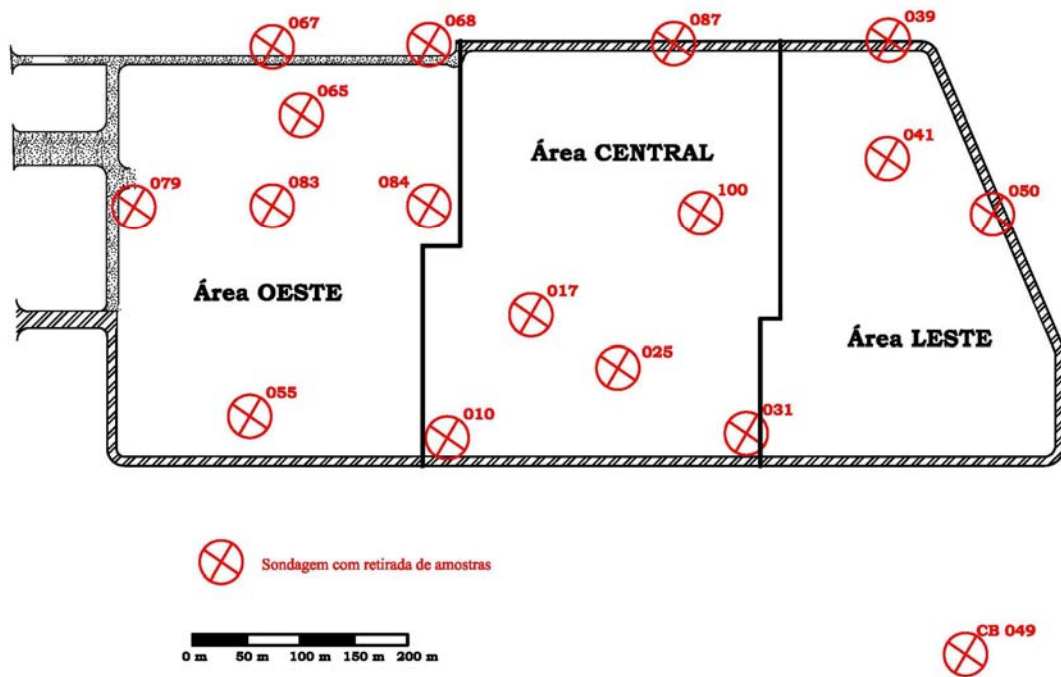 067
068
087
039
065
Área CENTRAL
041
079
083
084
100
050
Área OESTE
017
Área LESTE
025
055
010
031
Sondagem com retirada de amostras
0 m 50 m 100 m 150 m 200 m
CB 049